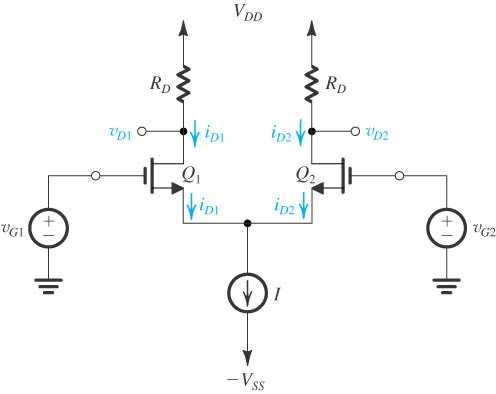 V_DD
R_D R_D
v_D1 i_D1 i_D2 v_D2
Q_1 Q_2
i_D1 i_D2
v_G1 + − + − v_G2
I
−V_SS